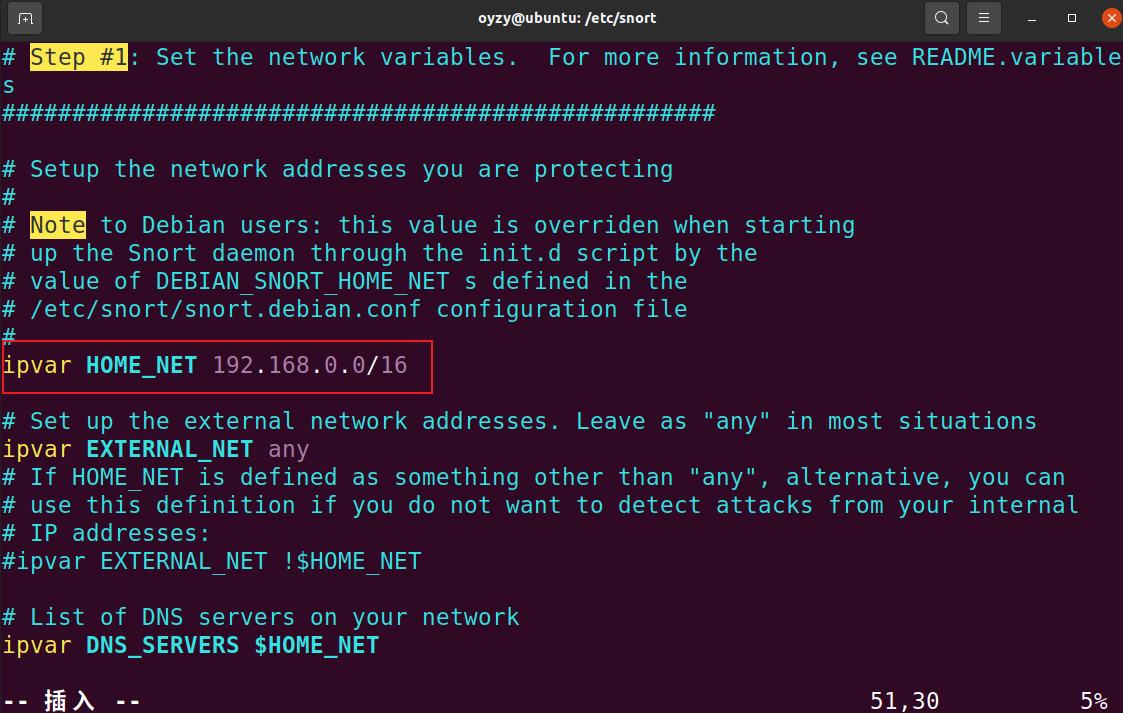 oyzy@ubuntu: /etc/snort
# Step #1: Set the network variables.  For more information, see README.variable
s
###################################################

# Setup the network addresses you are protecting
#
# Note to Debian users: this value is overriden when starting
# up the Snort daemon through the init.d script by the
# value of DEBIAN_SNORT_HOME_NET s defined in the
# /etc/snort/snort.debian.conf configuration file
#
ipvar HOME_NET 192.168.0.0/16

# Set up the external network addresses. Leave as "any" in most situations
ipvar EXTERNAL_NET any
# If HOME_NET is defined as something other than "any", alternative, you can
# use this definition if you do not want to detect attacks from your internal
# IP addresses:
#ipvar EXTERNAL_NET !$HOME_NET

# List of DNS servers on your network
ipvar DNS_SERVERS $HOME_NET

-- 插入 -- 51,30 5%